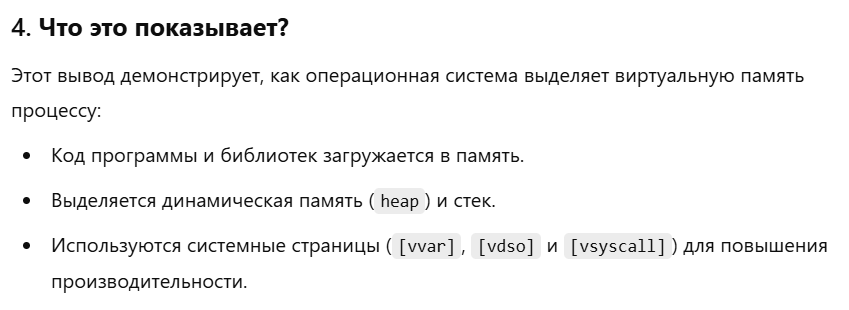 4. Что это показывает?
Этот вывод демонстрирует, как операционная система выделяет виртуальную память
процессу:
• Код программы и библиотек загружается в память.
• Выделяется динамическая память (heap) и стек.
• Используются системные страницы ([vvar], [vdso] и [vsyscall]) для повышения
производительности.